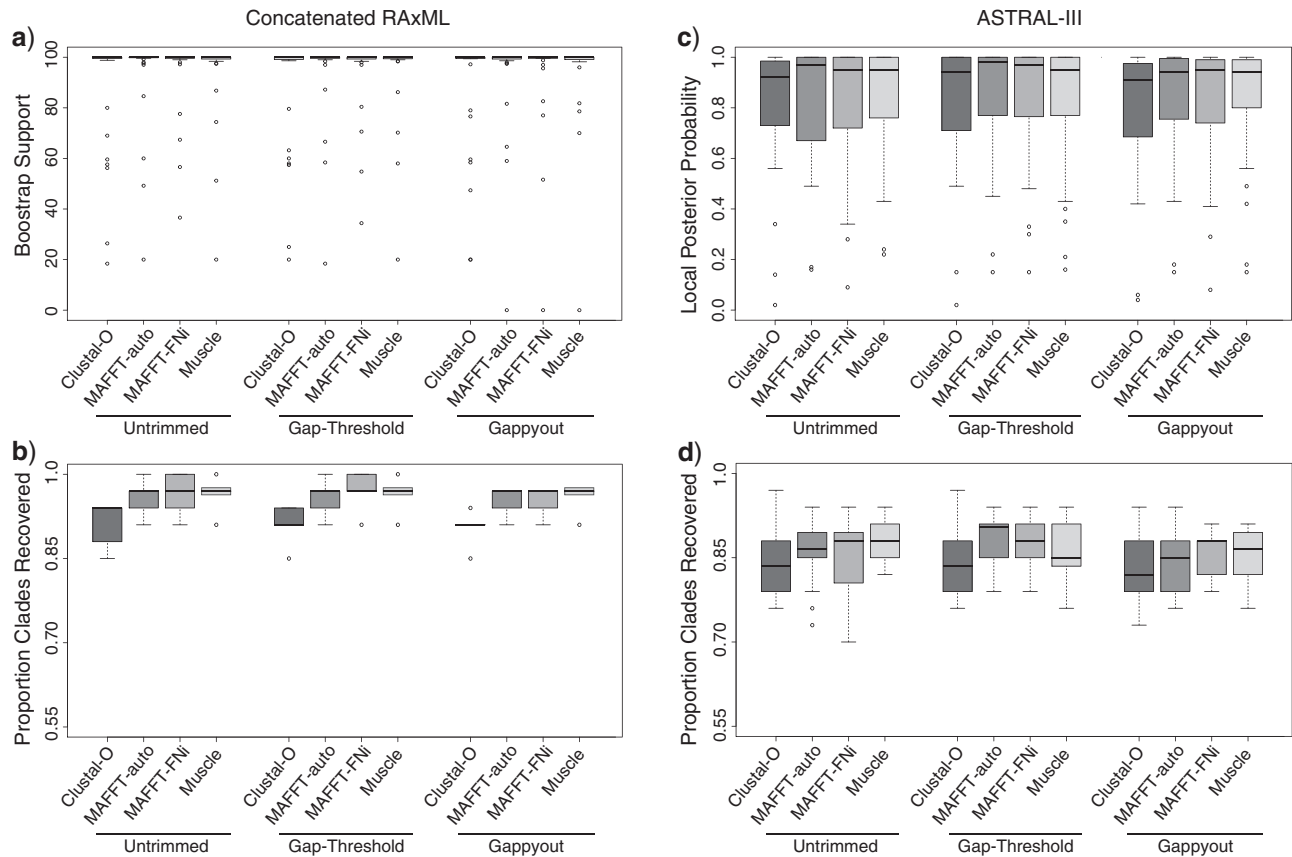 Concatenated RAxML
a)
Boostrap Support
100
80
60
40
20
0
Clustal-O
MAFFT-auto
MAFFT-FNi
Muscle
Clustal-O
MAFFT-auto
MAFFT-FNi
Muscle
Clustal-O
MAFFT-auto
MAFFT-FNi
Muscle
Untrimmed
Gap-Threshold
Gappyout
b)
Proportion Clades Recovered
1.0
0.85
0.70
0.55
Clustal-O
MAFFT-auto
MAFFT-FNi
Muscle
Clustal-O
MAFFT-auto
MAFFT-FNi
Muscle
Clustal-O
MAFFT-auto
MAFFT-FNi
Muscle
Untrimmed
Gap-Threshold
Gappyout
ASTRAL-III
c)
Local Posterior Probability
1.0
0.8
0.6
0.4
0.2
0.0
Clustal-O
MAFFT-auto
MAFFT-FNi
Muscle
Clustal-O
MAFFT-auto
MAFFT-FNi
Muscle
Clustal-O
MAFFT-auto
MAFFT-FNi
Muscle
Untrimmed
Gap-Threshold
Gappyout
d)
Proportion Clades Recovered
1.0
0.85
0.70
0.55
Clustal-O
MAFFT-auto
MAFFT-FNi
Muscle
Clustal-O
MAFFT-auto
MAFFT-FNi
Muscle
Clustal-O
MAFFT-auto
MAFFT-FNi
Muscle
Untrimmed
Gap-Threshold
Gappyout